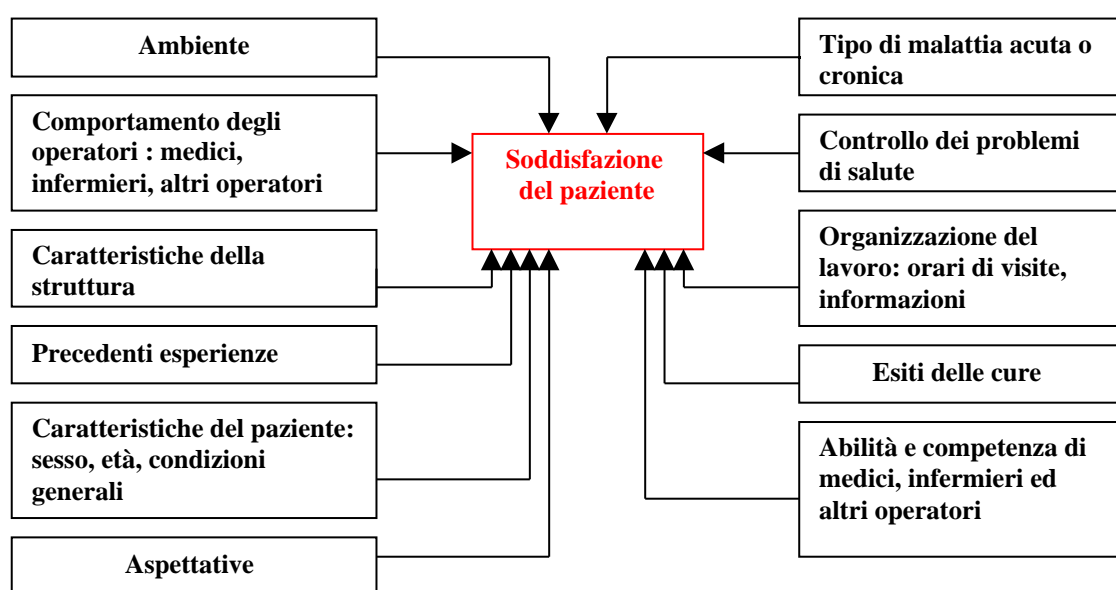 Ambiente
Comportamento degli
operatori : medici,
infermieri, altri operatori
Caratteristiche della
struttura
Precedenti esperienze
Caratteristiche del paziente:
sesso, età, condizioni
generali
Aspettative
Soddisfazione
del paziente
Tipo di malattia acuta o
cronica
Controllo dei problemi
di salute
Organizzazione del
lavoro: orari di visite,
informazioni
Esiti delle cure
Abilità e competenza di
medici, infermieri ed
altri operatori